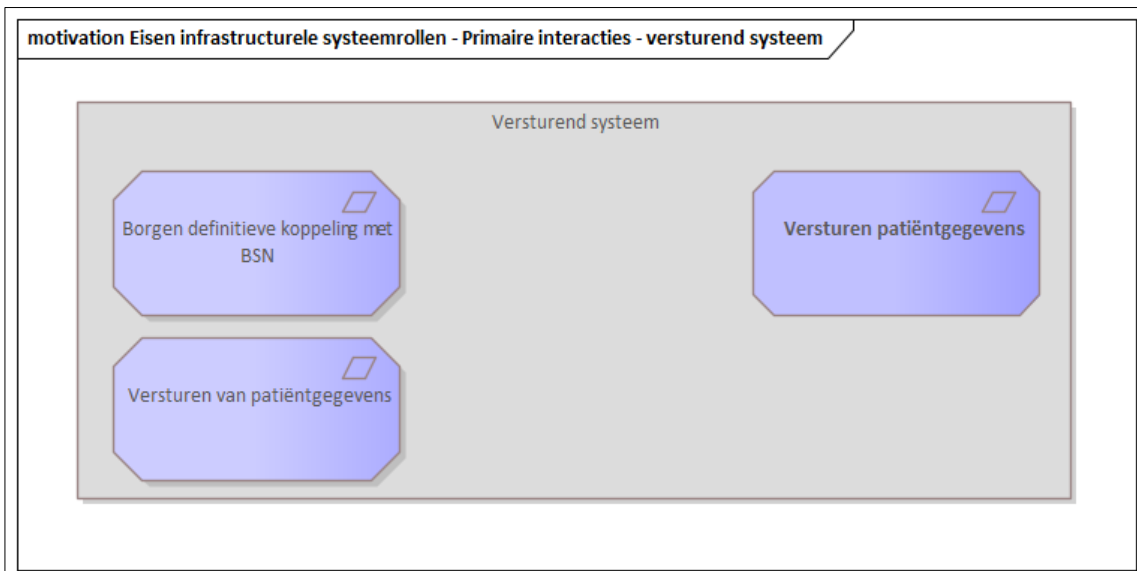 motivation Eisen infrastructurele systeemrollen - Primaire interacties - versturend systeem
Versturend systeem
Borgen definitieve koppeling met
BSN
Versturen patiëntgegevens
Versturen van patiëntgegevens